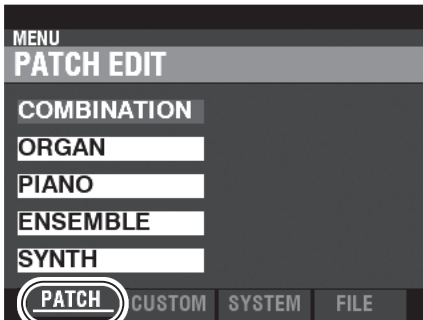 MENU
PATCH EDIT
COMBINATION
ORGAN
PIANO
ENSEMBLE
SYNTH
PATCH CUSTOM SYSTEM FILE